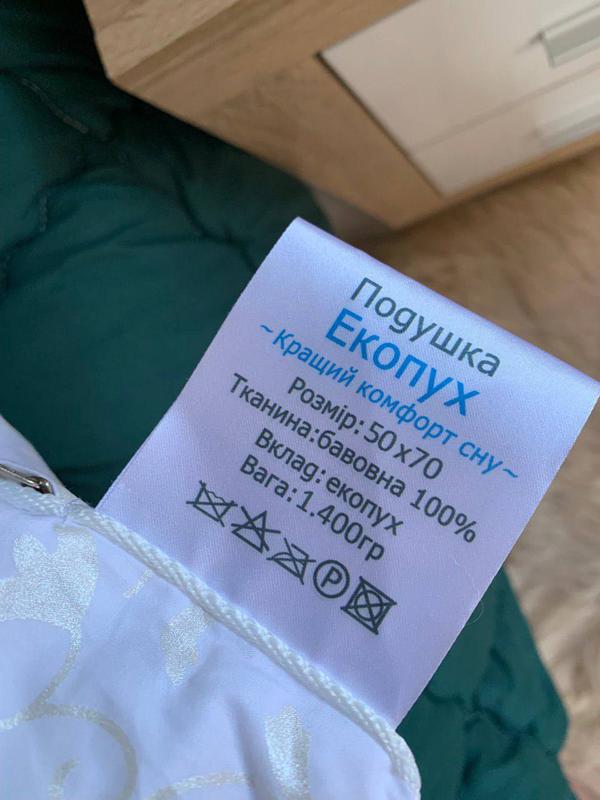 Подушка
Екопух
~Кращий комфорт сну~
Розмір: 50х70
Тканина:бавовна 100%
Вклад: екопух
Вага: 1.400гр
P